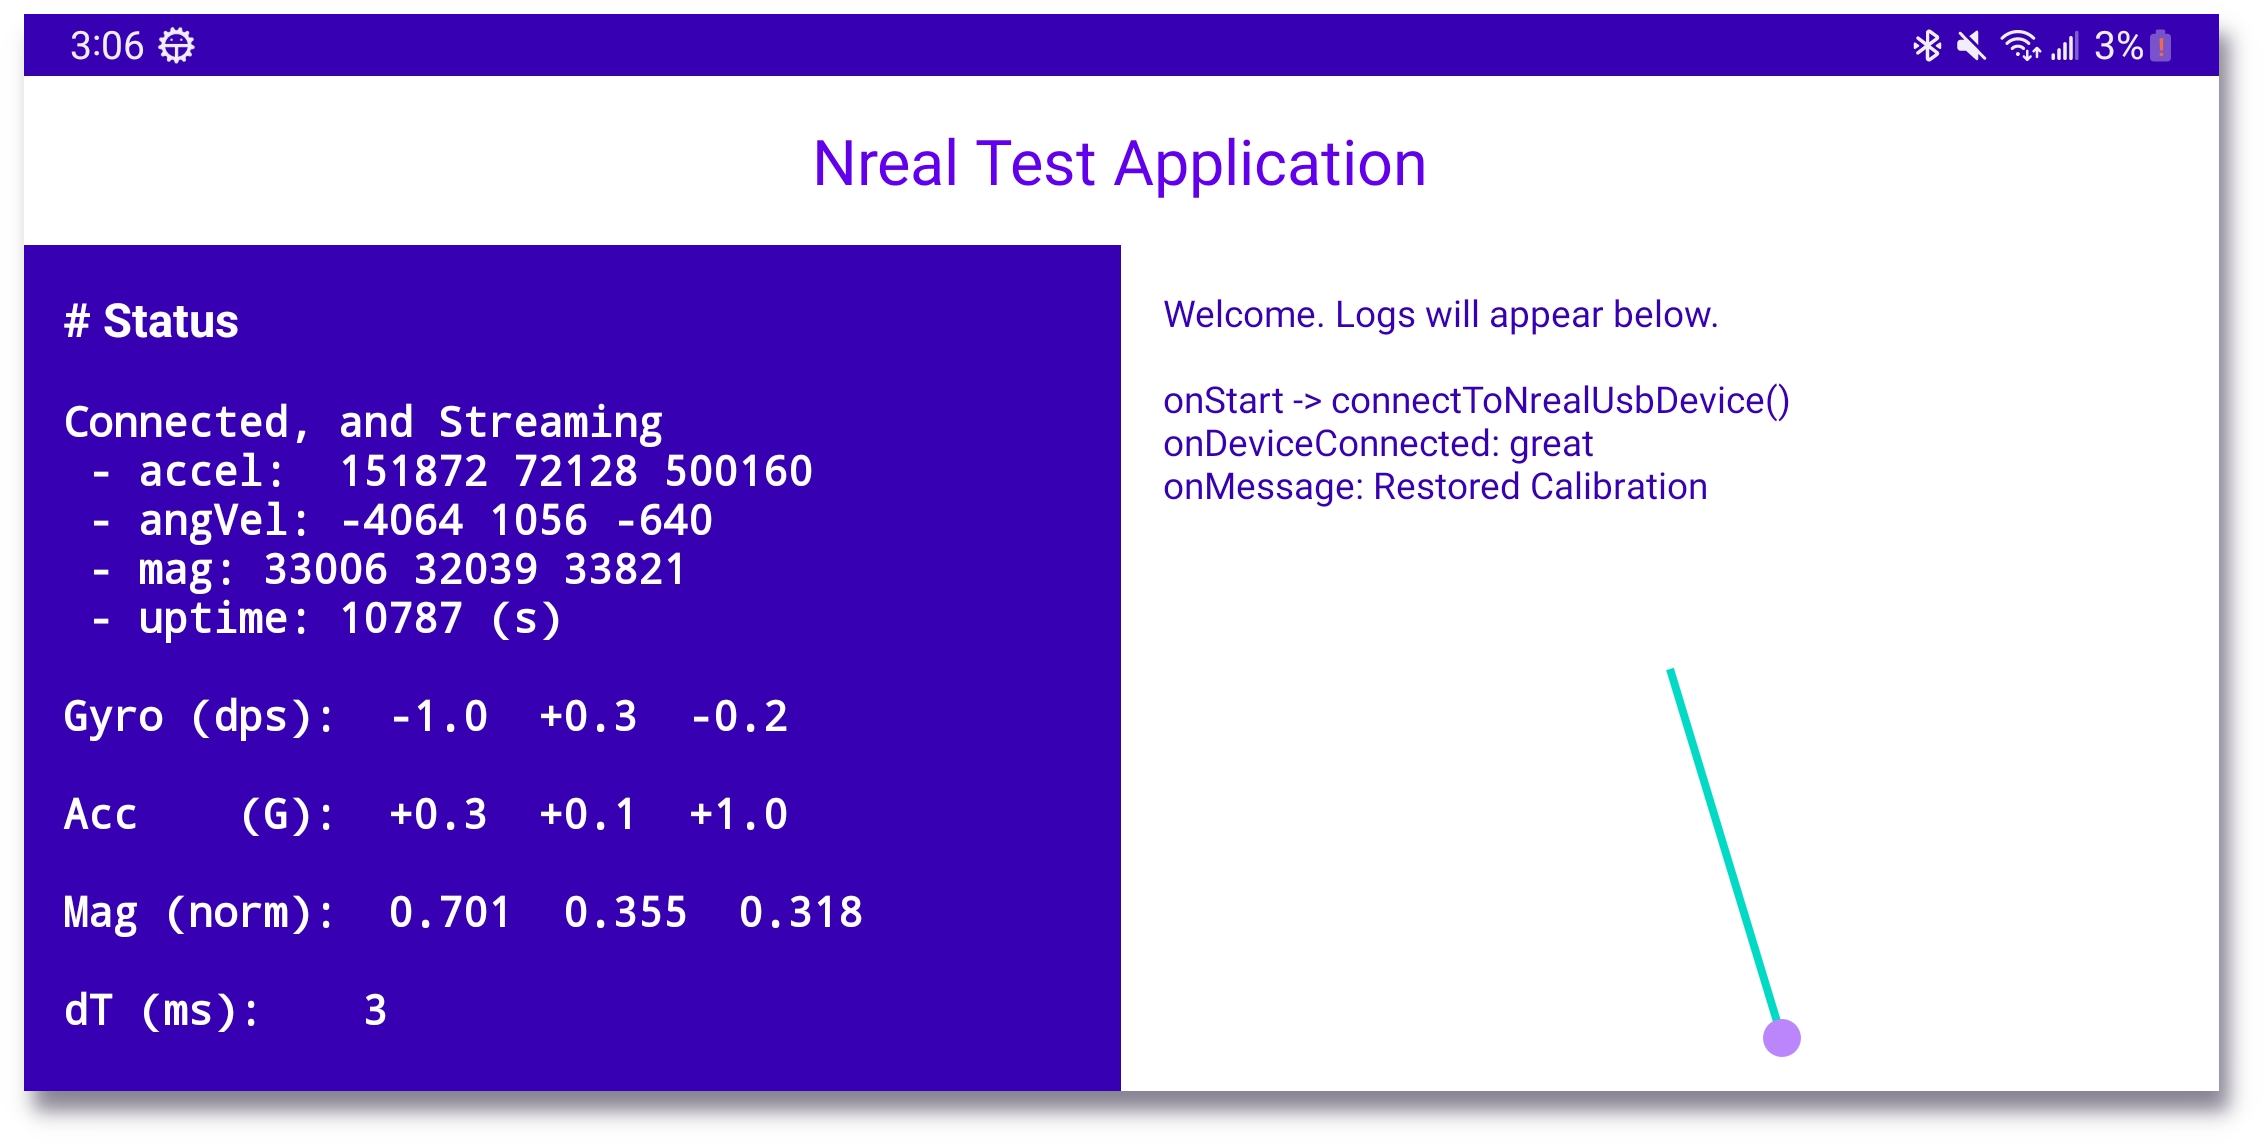 3:06 3%
Nreal Test Application
# Status
Connected, and Streaming
- accel: 151872 72128 500160
- angVel: -4064 1056 -640
- mag: 33006 32039 33821
- uptime: 10787 (s)
Gyro (dps): -1.0 +0.3 -0.2
Acc (G): +0.3 +0.1 +1.0
Mag (norm): 0.701 0.355 0.318
dT (ms): 3
Welcome. Logs will appear below.
onStart -> connectToNrealUsbDevice()
onDeviceConnected: great
onMessage: Restored Calibration